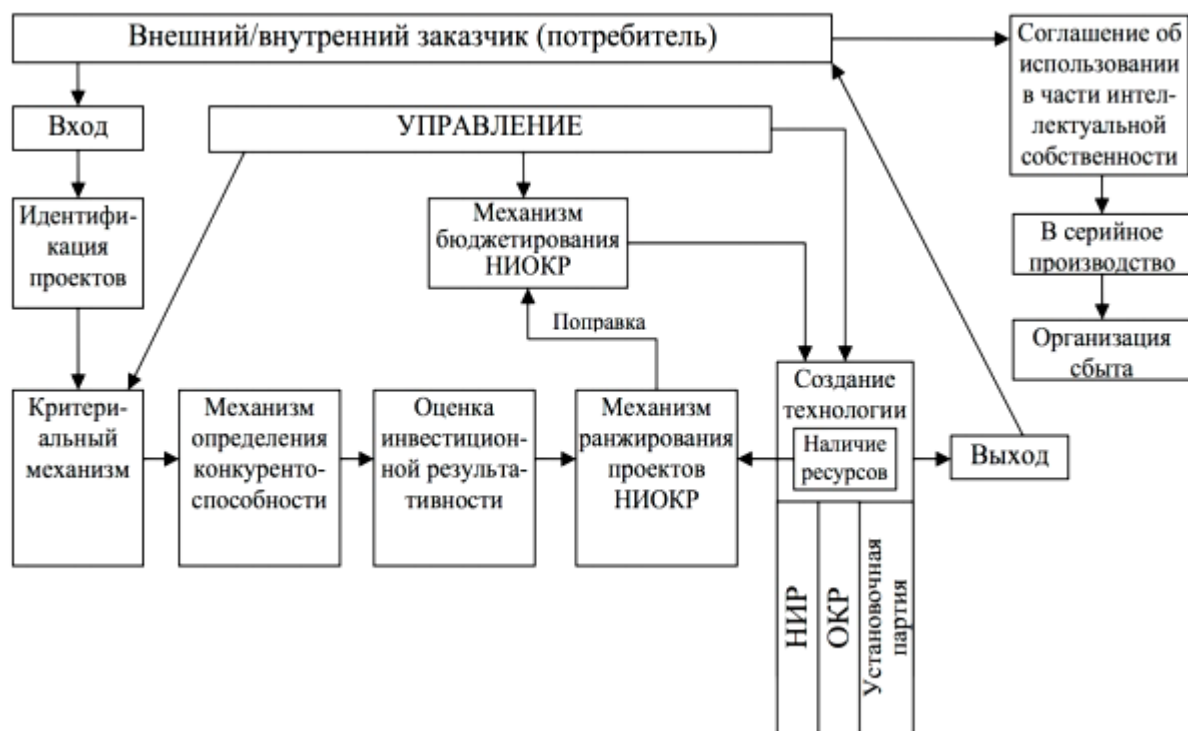 Внешний/внутренний заказчик (потребитель)
Соглашение об
использовании
в части интел-
лектуальной
собственности
Вход
УПРАВЛЕНИЕ
Идентифи-
кация
проектов
Механизм
бюджетирования
НИОКР
В серийное
производство
Поправка
Организация
сбыта
Критери-
альный
механизм
Механизм
определения
конкуренто-
способности
Оценка
инвестицион-
ной результа-
тивности
Механизм
ранжирования
проектов
НИОКР
Создание
технологии
Наличие
ресурсов
Выход
НИР
ОКР
Установочная
партия